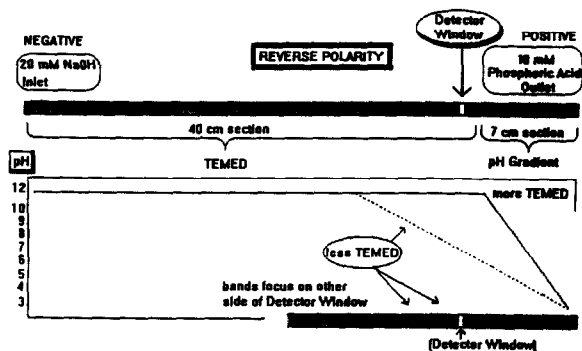 Detector
Window
NEGATIVE
POSITIVE
20 mM NaOH
Inlet
REVERSE POLARITY
10 mM
Phosphoric Acid
Outlet
40 cm section
7 cm section
pH
TEMED
pH Gradient
12
10
9
8
7
6
5
4
3
more TEMED
less TEMED
bands focus on other
side of Detector Window
[Detector Window]